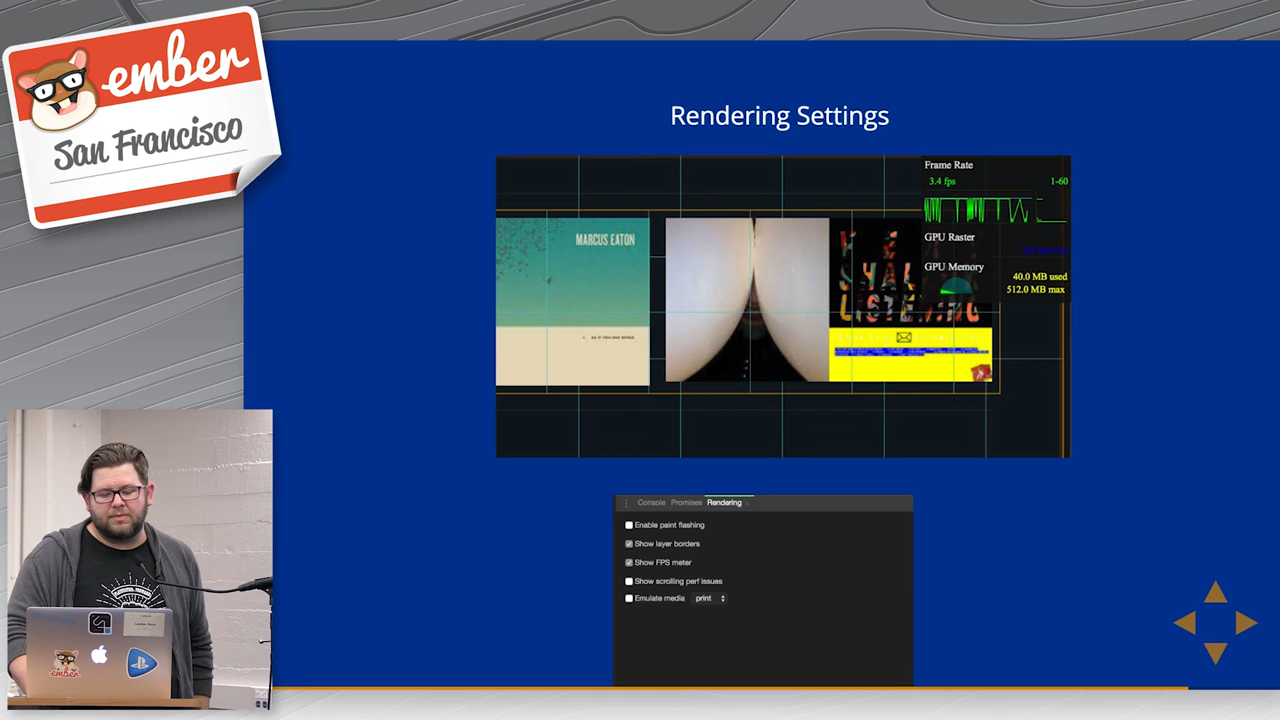 ember
San Francisco
Rendering Settings
MARCUS EATON
Frame Rate
3.4 fps 1-60
GPU Raster
GPU Memory
40.0 MB used
512.0 MB max
LISTENING
Console Promises Rendering
Enable paint flashing
Show layer borders
Show FPS meter
Show scrolling perf issues
Emulate media print
ember